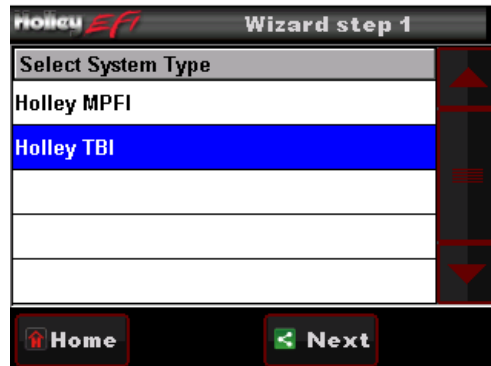 Holley EFI Wizard step 1
Select System Type
Holley MPFI
Holley TBI
Home Next